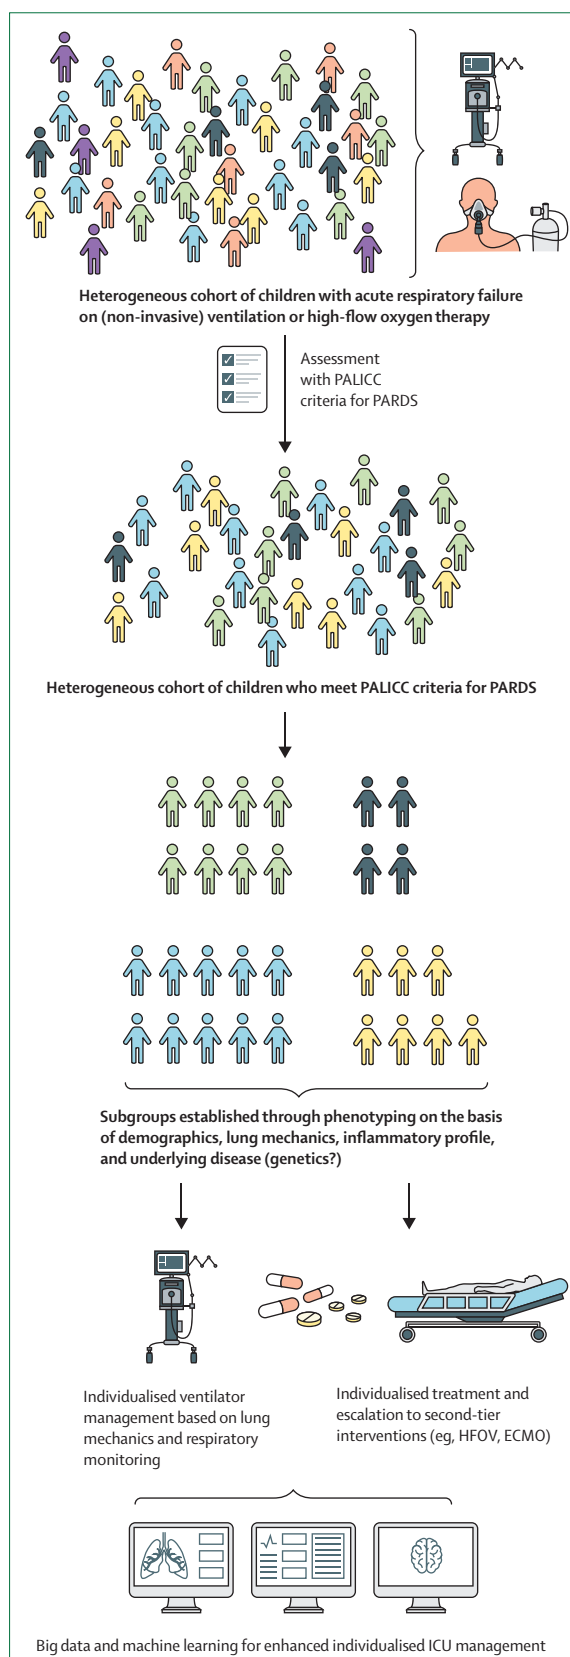 Heterogeneous cohort of children with acute respiratory failure
on (non-invasive) ventilation or high-flow oxygen therapy
Assessment
with PALICC
criteria for PARDS
Heterogeneous cohort of children who meet PALICC criteria for PARDS
Subgroups established through phenotyping on the basis
of demographics, lung mechanics, inflammatory profile,
and underlying disease (genetics?)
Individualised ventilator
management based on lung
mechanics and respiratory
monitoring
Individualised treatment and
escalation to second-tier
interventions (eg, HFOV, ECMO)
Big data and machine learning for enhanced individualised ICU management